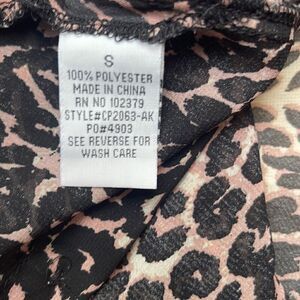 S
100% POLYESTER
MADE IN CHINA
RN NO 102379
STYLE#CP2063-AK
PO#4903
SEE REVERSE FOR
WASH CARE